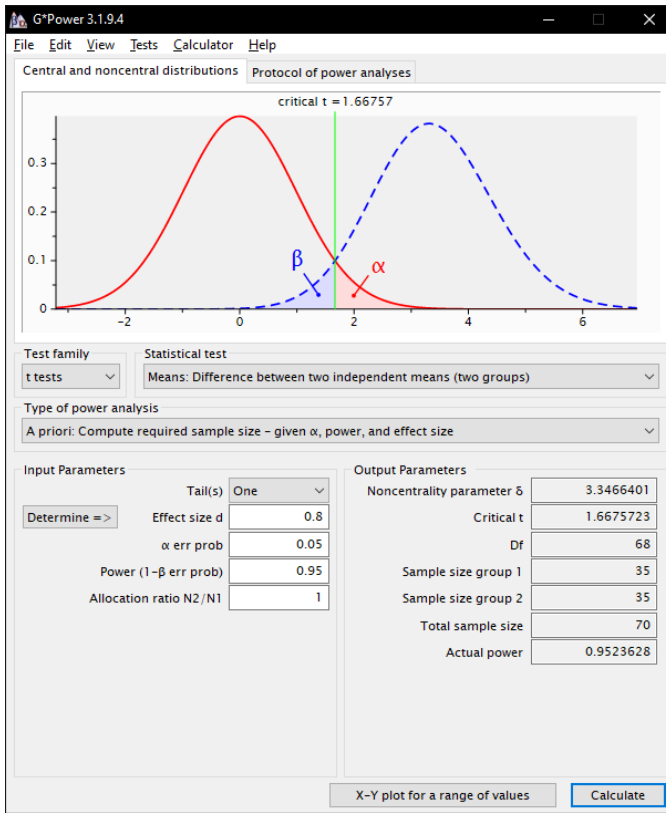 G*Power 3.1.9.4
File Edit View Tests Calculator Help
Central and noncentral distributions Protocol of power analyses
critical t = 1.66757
0.3
0.2
0.1
0
β
α
-2 0 2 4 6
Test family
t tests
Statistical test
Means: Difference between two independent means (two groups)
Type of power analysis
A priori: Compute required sample size – given α, power, and effect size
Input Parameters
Tail(s) One
Determine => Effect size d 0.8
α err prob 0.05
Power (1-β err prob) 0.95
Allocation ratio N2/N1 1
Output Parameters
Noncentrality parameter δ 3.3466401
Critical t 1.6675723
Df 68
Sample size group 1 35
Sample size group 2 35
Total sample size 70
Actual power 0.9523628
X-Y plot for a range of values Calculate